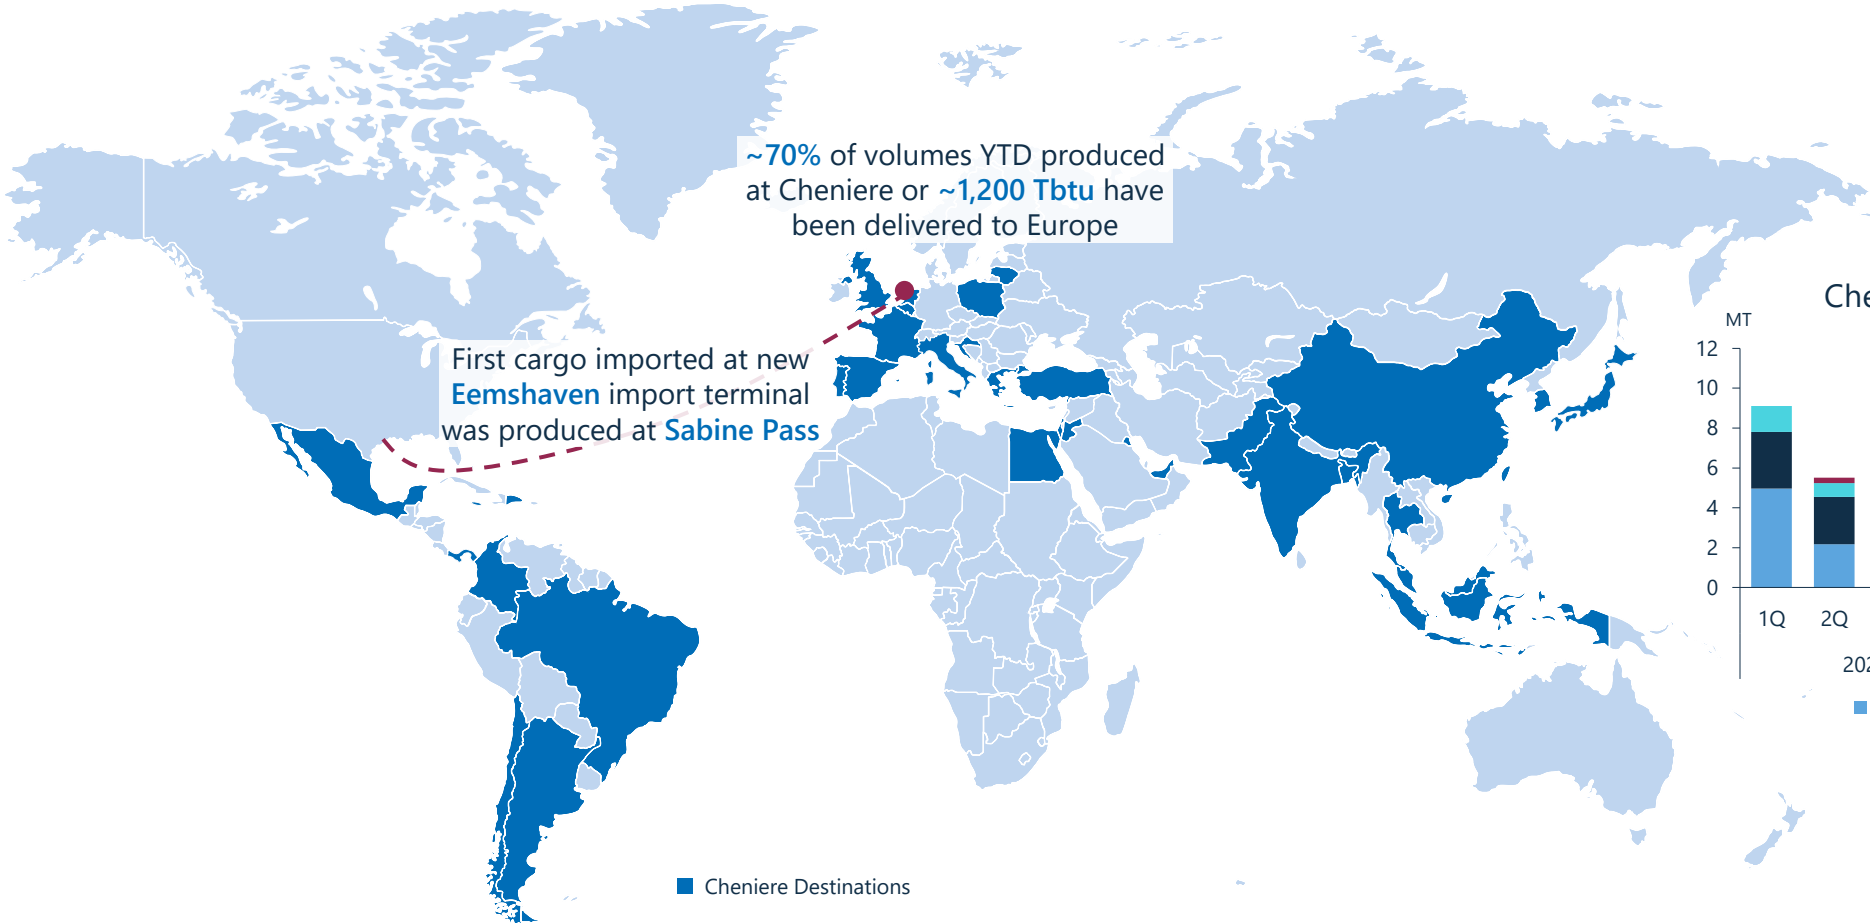 ~70% of volumes YTD produced
at Cheniere or ~1,200 Tbtu have
been delivered to Europe
First cargo imported at new
Eemshaven import terminal
was produced at Sabine Pass
Cheniere Destinations
Che
MT
12
10
8
6
4
2
0
1Q
2Q
202